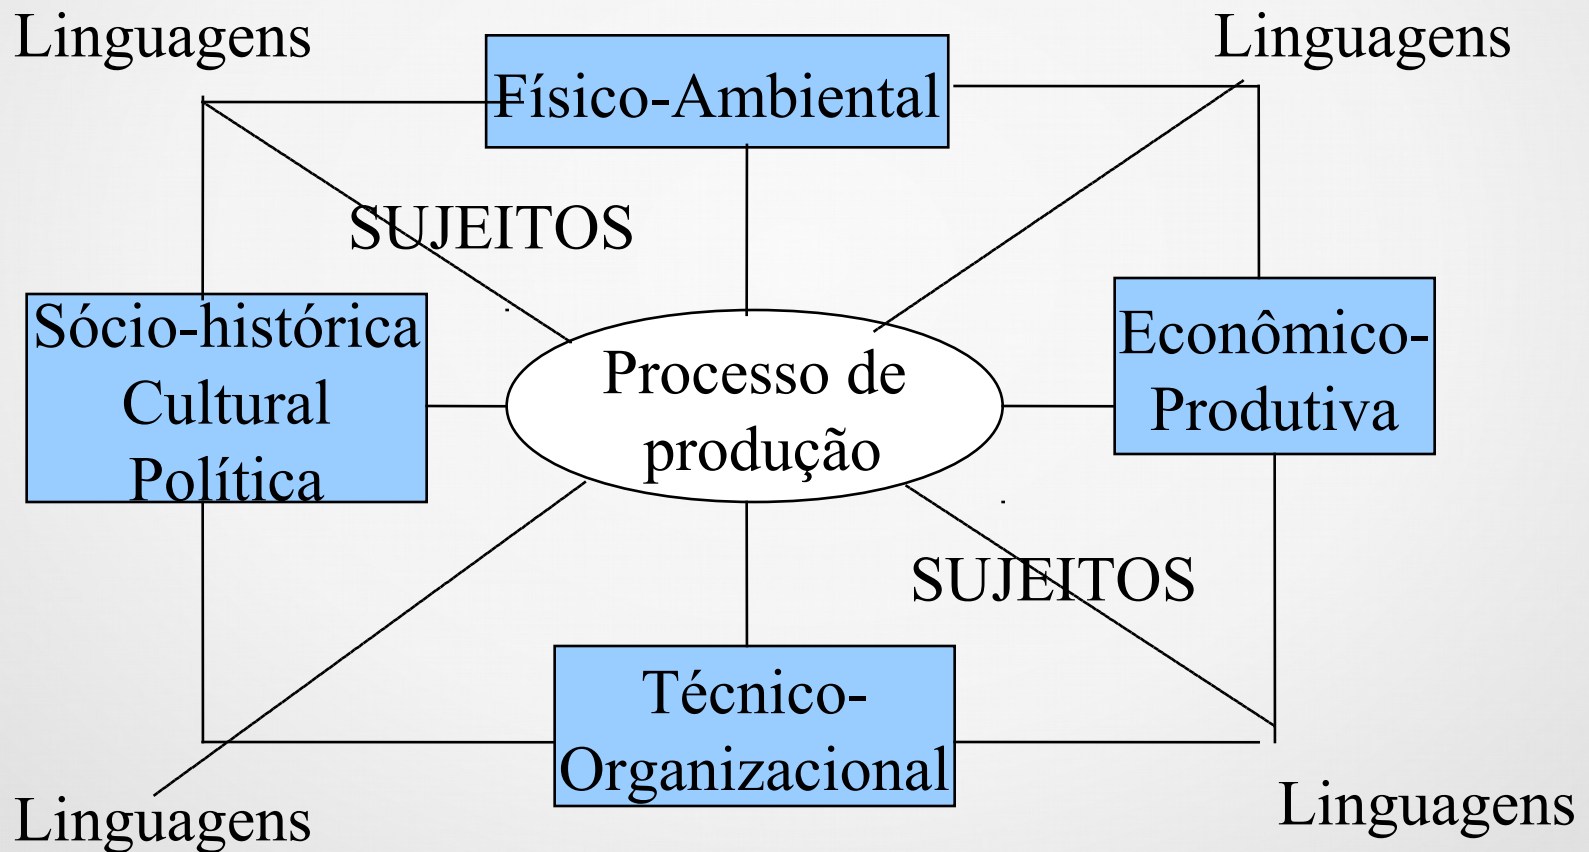 Linguagens
Linguagens
Físico-Ambiental
SUJEITOS
Sócio-histórica
Cultural
Política
Processo de
produção
Econômico-
Produtiva
SUJEITOS
Técnico-
Organizacional
Linguagens
Linguagens